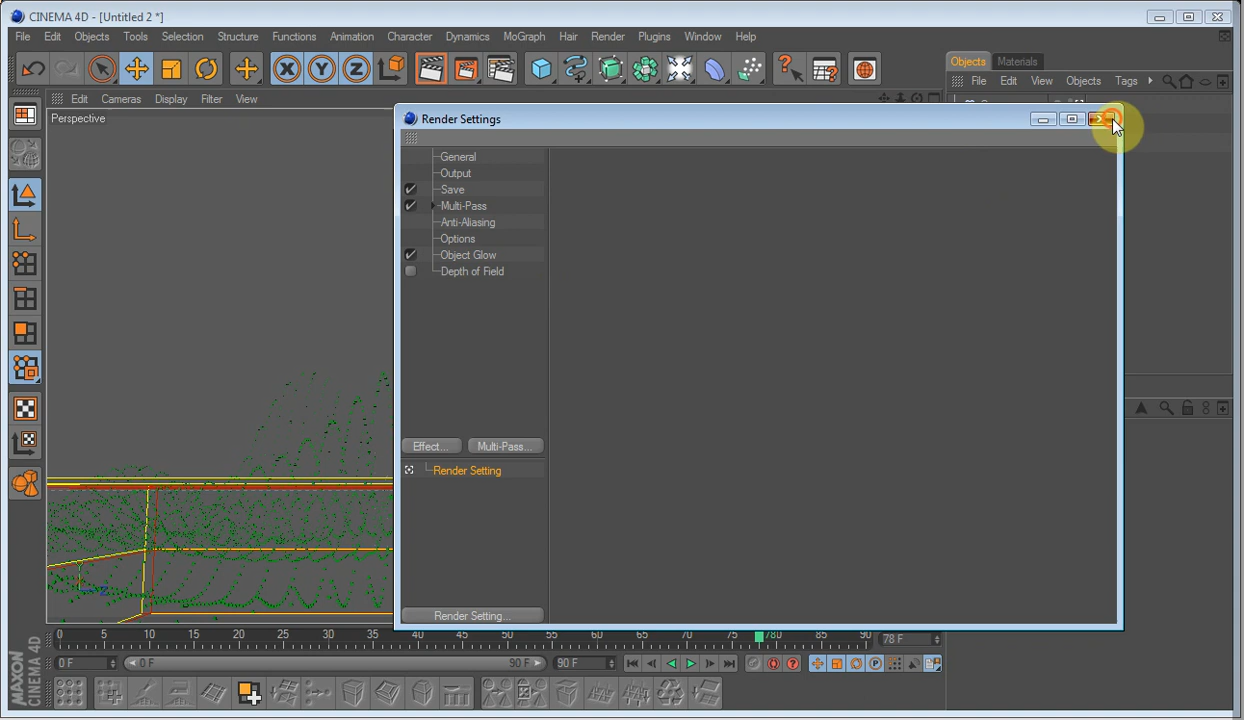 CINEMA 4D - [Untitled 2 *]
File Edit Objects Tools Selection Structure Functions Animation Character Dynamics MoGraph Hair Render Plugins Window Help
X Y Z
Objects Materials
File Edit View Objects Tags
Edit Cameras Display Filter View
Perspective
Render Settings
General
Output
Save
Multi-Pass
Anti-Aliasing
Options
Object Glow
Depth of Field
Effect... Multi-Pass...
Render Setting
Render Setting...
Z
0 5 10 15 20 25 30 35 40 45 50 55 60 65 70 75 780 85 90 78 F
0 F 0 F 90 F 90 F
MAXON
CINEMA 4D